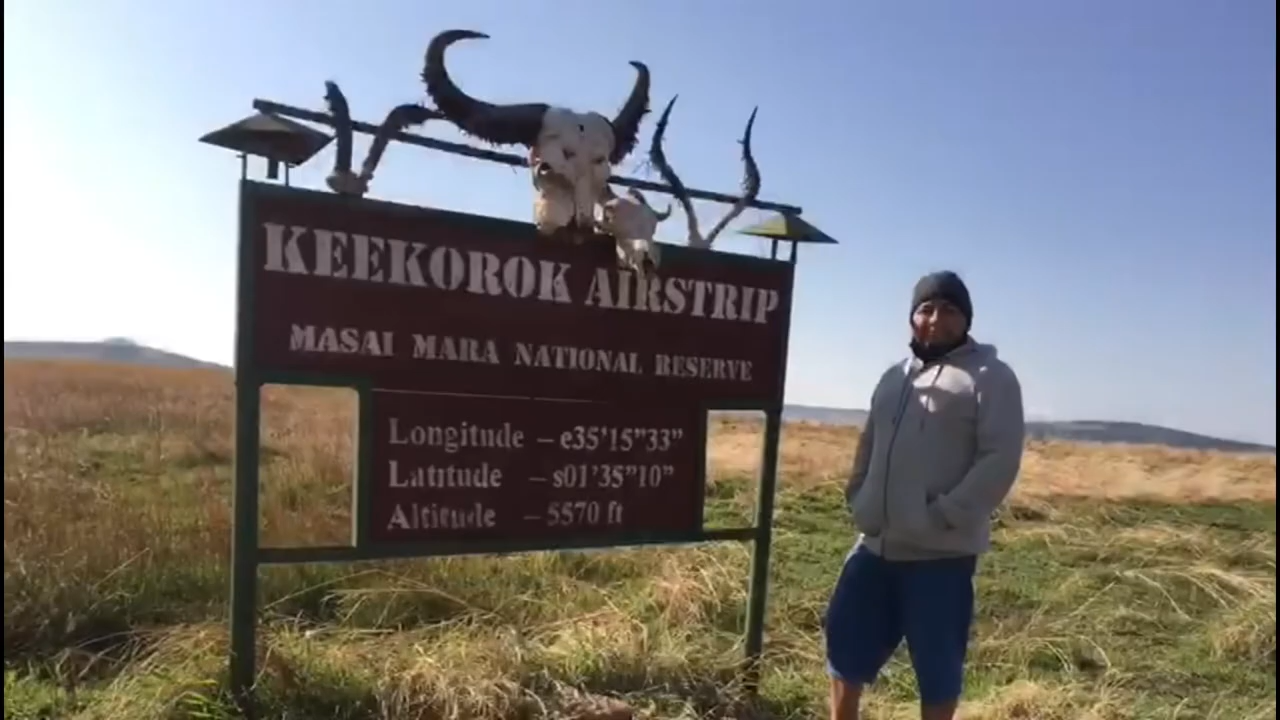 KEEKOROK AIRSTRIP
MASAI MARA NATIONAL RESERVE
Longitude – e35'15"33"
Latitude – s01'35"10"
Altitude – 5570 ft